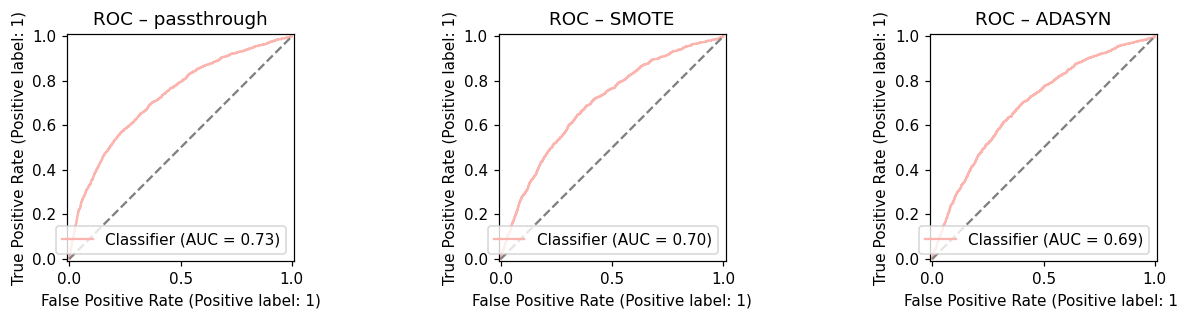 ROC – passthrough
True Positive Rate (Positive label: 1)
1.0
0.8
0.6
0.4
0.2
0.0
Classifier (AUC = 0.73)
0.0 0.5 1.0
False Positive Rate (Positive label: 1)
ROC – SMOTE
True Positive Rate (Positive label: 1)
1.0
0.8
0.6
0.4
0.2
0.0
Classifier (AUC = 0.70)
0.0 0.5 1.0
False Positive Rate (Positive label: 1)
ROC – ADASYN
True Positive Rate (Positive label: 1)
1.0
0.8
0.6
0.4
0.2
0.0
Classifier (AUC = 0.69)
0.0 0.5 1.0
False Positive Rate (Positive label: 1